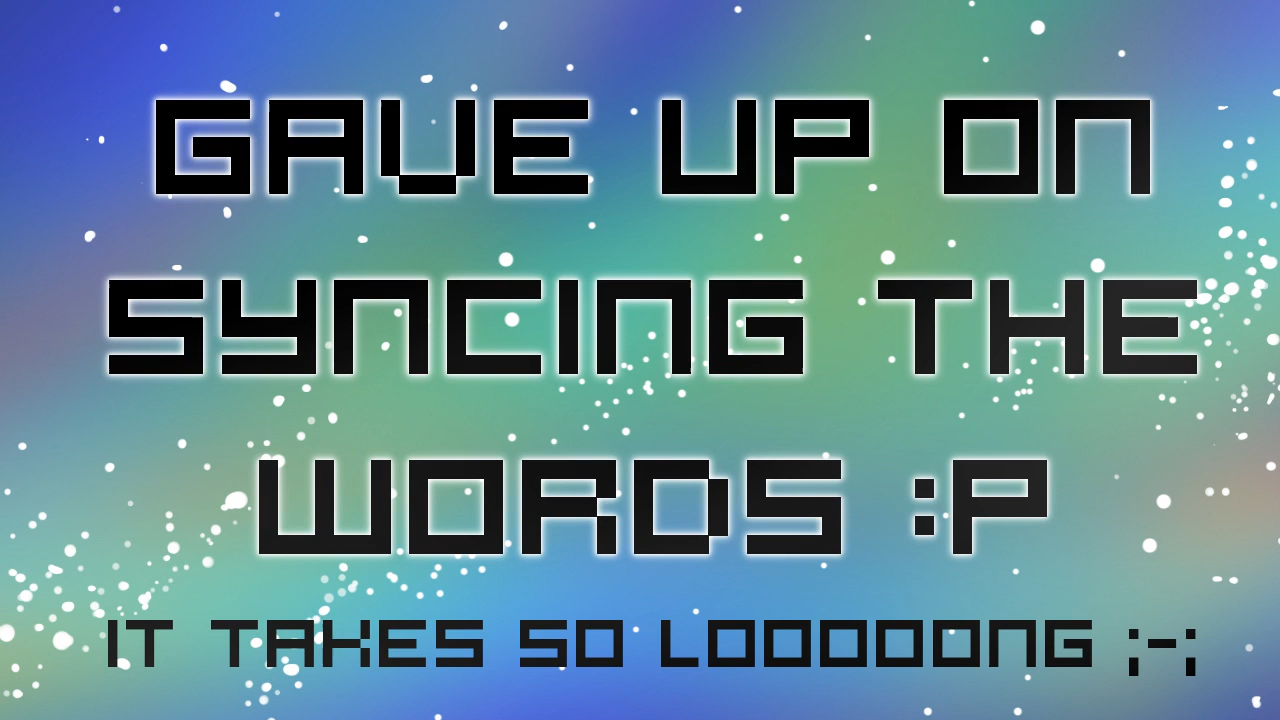 GAVE UP ON
SYNCING THE
WORDS :P
IT TAKES SO LOOOOONG ;-;